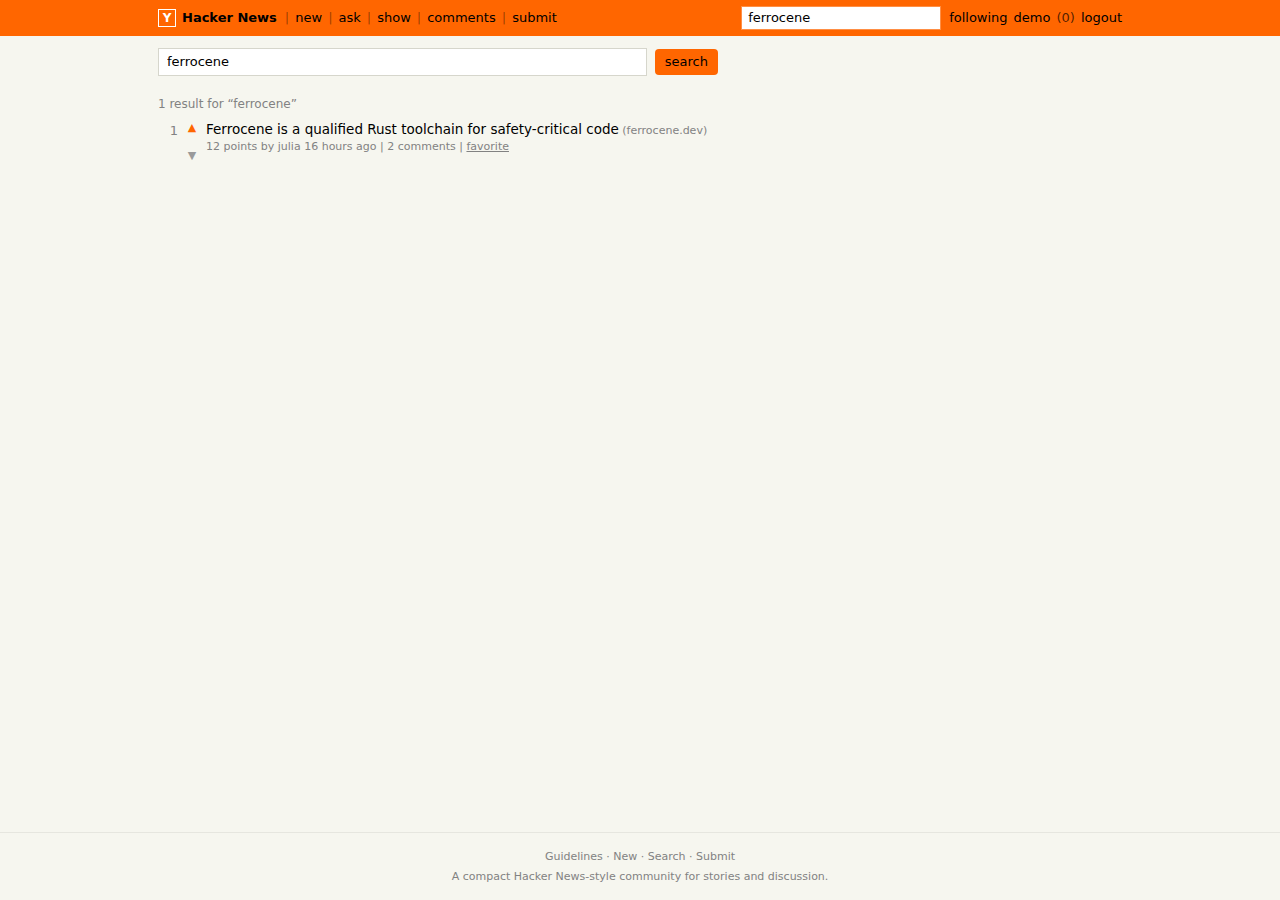 Y Hacker News | new | ask | show | comments | submit ferrocene following demo (0) logout
ferrocene search
1 result for “ferrocene”
1 ▲ Ferrocene is a qualified Rust toolchain for safety-critical code (ferrocene.dev)
▼ 12 points by julia 16 hours ago | 2 comments | favorite
Guidelines · New · Search · Submit
A compact Hacker News-style community for stories and discussion.